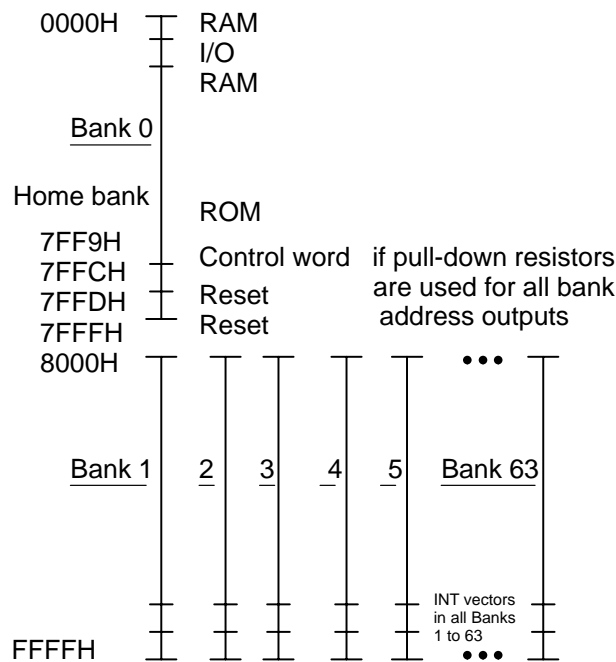 0000H RAM
I/O
RAM
Bank 0
Home bank
ROM
7FF9H
Control word if pull-down resistors
7FFCH
are used for all bank
7FFDH Reset
address outputs
7FFFH Reset
8000H •••
Bank 1 2 3 4 5 Bank 63
INT vectors
in all Banks
1 to 63
FFFFH •••